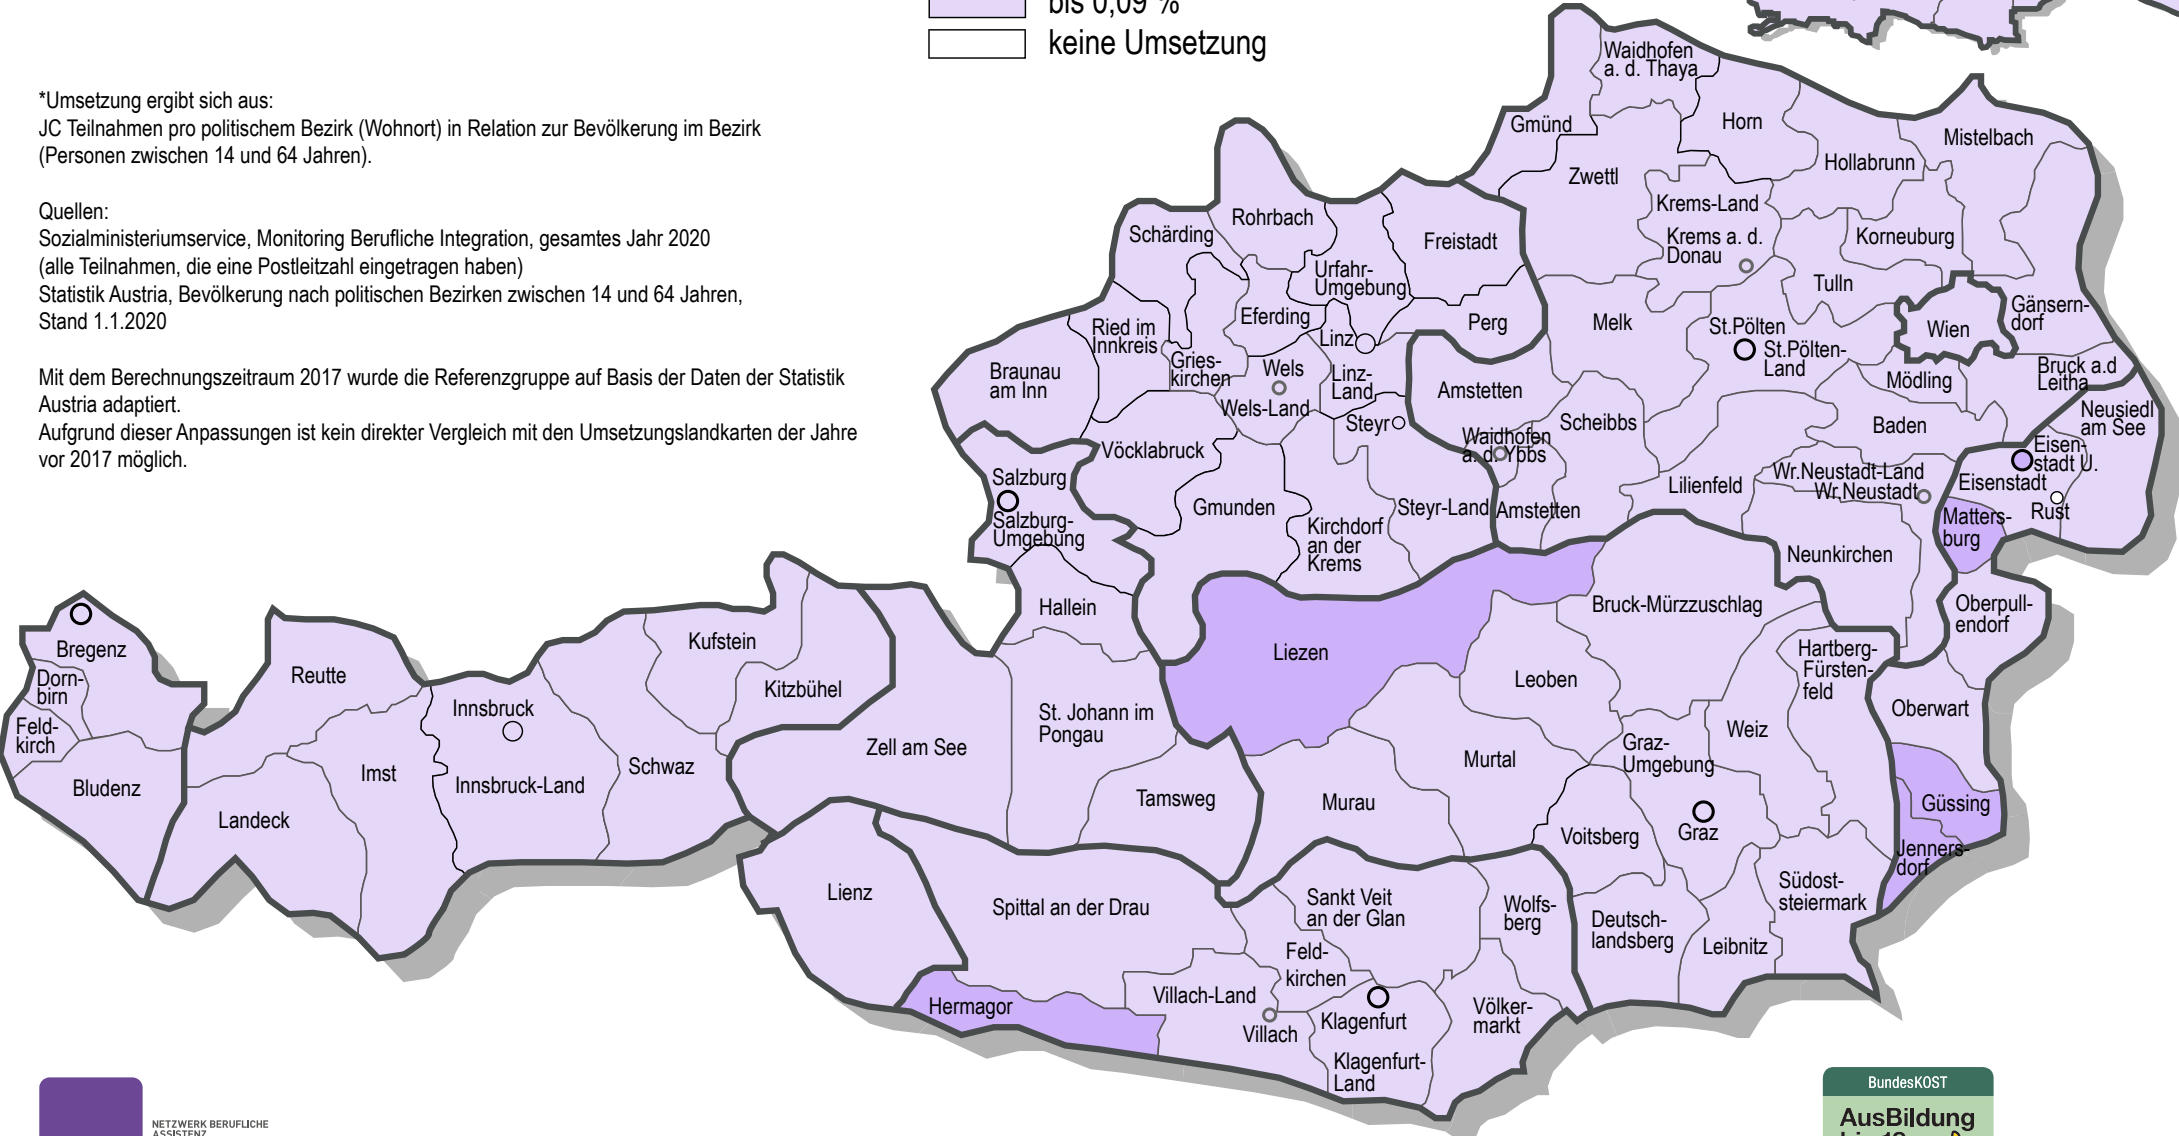 bis 0,09 %
keine Umsetzung
*Umsetzung ergibt sich aus:
JC Teilnahmen pro politischem Bezirk (Wohnort) in Relation zur Bevölkerung im Bezirk
(Personen zwischen 14 und 64 Jahren).
Quellen:
Sozialministeriumservice, Monitoring Berufliche Integration, gesamtes Jahr 2020
(alle Teilnahmen, die eine Postleitzahl eingetragen haben)
Statistik Austria, Bevölkerung nach politischen Bezirken zwischen 14 und 64 Jahren,
Stand 1.1.2020
Mit dem Berechnungszeitraum 2017 wurde die Referenzgruppe auf Basis der Daten der Statistik
Austria adaptiert.
Aufgrund dieser Anpassungen ist kein direkter Vergleich mit den Umsetzungslandkarten der Jahre
vor 2017 möglich.
Waidhofen
a. d. Thaya
Gmünd
Horn
Mistelbach
Hollabrunn
Zwettl
Krems-Land
Krems a. d.
Donau
Korneuburg
Tulln
Gänsern-
dorf
Wien
Melk
St.Pölten
St.Pölten-
Land
Mödling
Bruck a.d
Leitha
Baden
Neusiedl
am See
Eisen-
stadt U.
Eisenstadt
Rust
Matters-
burg
Rohrbach
Schärding
Freistadt
Urfahr-
Umgebung
Eferding
Linz
Perg
Ried im
Innkreis
Gries-
kirchen
Braunau
am Inn
Wels
Wels-Land
Linz-
Land
Steyr
Amstetten
Scheibbs
Waidhofen
a. d. Ybbs
Vöcklabruck
Salzburg
Salzburg-
Umgebung
Gmunden
Kirchdorf
an der
Krems
Steyr-Land
Amstetten
Lilienfeld
Wr.Neustadt-Land
Wr.Neustadt
Neunkirchen
Oberpull-
endorf
Bruck-Mürzzuschlag
Hartberg-
Fürsten-
feld
Hallein
Liezen
Leoben
Oberwart
Bregenz
Dorn-
birn
Feld-
kirch
Bludenz
Reutte
Kufstein
Kitzbühel
Innsbruck
Innsbruck-Land
Imst
Landeck
Schwaz
Zell am See
St. Johann im
Pongau
Tamsweg
Murau
Murtal
Graz-
Umgebung
Weiz
Graz
Voitsberg
Güssing
Jenners-
dorf
Südost-
steiermark
Deutsch-
landsberg
Leibnitz
Lienz
Spittal an der Drau
Sankt Veit
an der Glan
Wolfs-
berg
Feld-
kirchen
Hermagor
Villach-Land
Villach
Klagenfurt
Klagenfurt-
Land
Völker-
markt
NETZWERK BERUFLICHE
ASSISTENZ
BundesKOST
AusBildung
bis 18